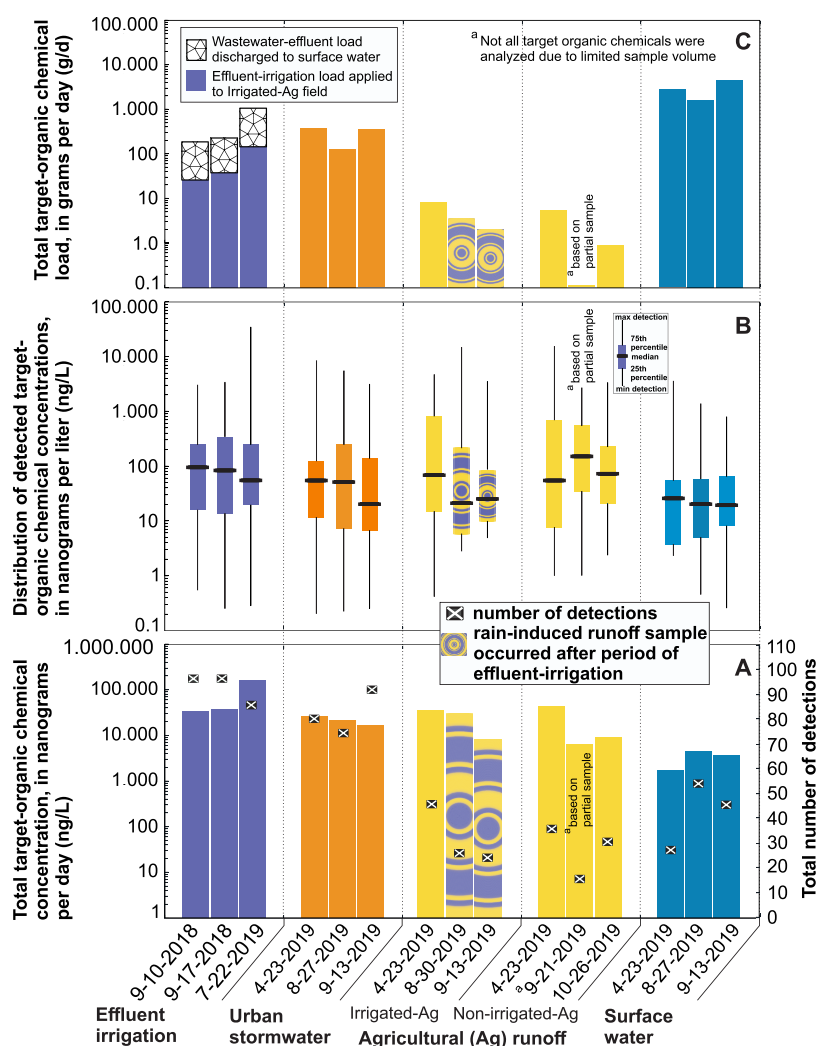 Total target-organic chemical
load, in grams per day (g/d)
100.000
10.000
1.000
100
10
1.0
0.1
Wastewater-effluent load
discharged to surface water
Effluent-irrigation load applied
to Irrigated-Ag field
a Not all target organic chemicals were
analyzed due to limited sample volume
C
a based on
partial sample
Distribution of detected target-
organic chemical concentrations,
in nanograms per liter (ng/L)
100.000
10.000
1.000
100
10
1
0.1
a based on
partial sample
max detection
75th
percentile
median
25th
percentile
min detection
B
number of detections
rain-induced runoff sample
occurred after period of
effluent-irrigation
Total target-organic chemical
concentration, in nanograms
per day (ng/L)
1.000.000
100.000
10.000
1.000
100
10
1
a based on
partial sample
A
110
100
90
80
70
60
50
40
30
20
10
0
Total number of detections
9-10-2018
9-17-2018
7-22-2019
4-23-2019
8-27-2019
9-13-2019
4-23-2019
8-30-2019
9-13-2019
4-23-2019
a 9-21-2019
10-26-2019
4-23-2019
8-27-2019
9-13-2019
Effluent
irrigation
Urban
stormwater
Irrigated-Ag
Non-irrigated-Ag
Agricultural (Ag) runoff
Surface
water